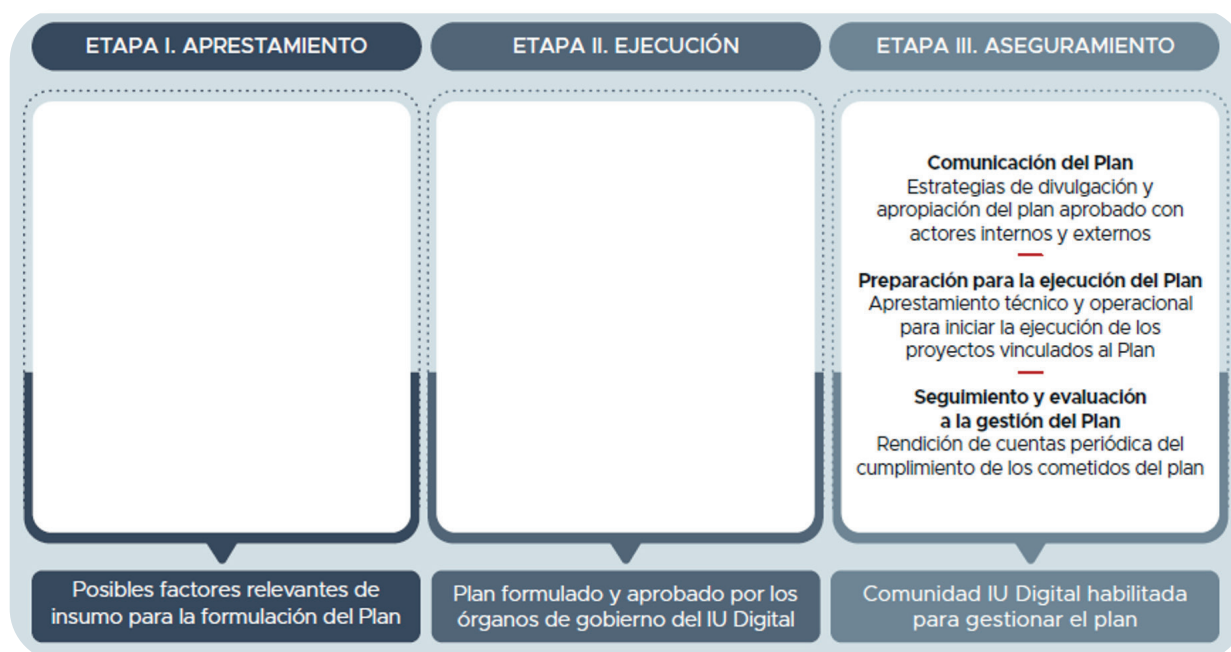 ETAPA I. APRESTAMIENTO
ETAPA II. EJECUCIÓN
ETAPA III. ASEGURAMIENTO
Comunicación del Plan
Estrategias de divulgación y
apropiación del plan aprobado con
actores internos y externos
Preparación para la ejecución del Plan
Aprestamiento técnico y operacional
para iniciar la ejecución de los
proyectos vinculados al Plan
Seguimiento y evaluación
a la gestión del Plan
Rendición de cuentas periódica del
cumplimiento de los cometidos del plan
Posibles factores relevantes de
insumo para la formulación del Plan
Plan formulado y aprobado por los
órganos de gobierno del IU Digital
Comunidad IU Digital habilitada
para gestionar el plan